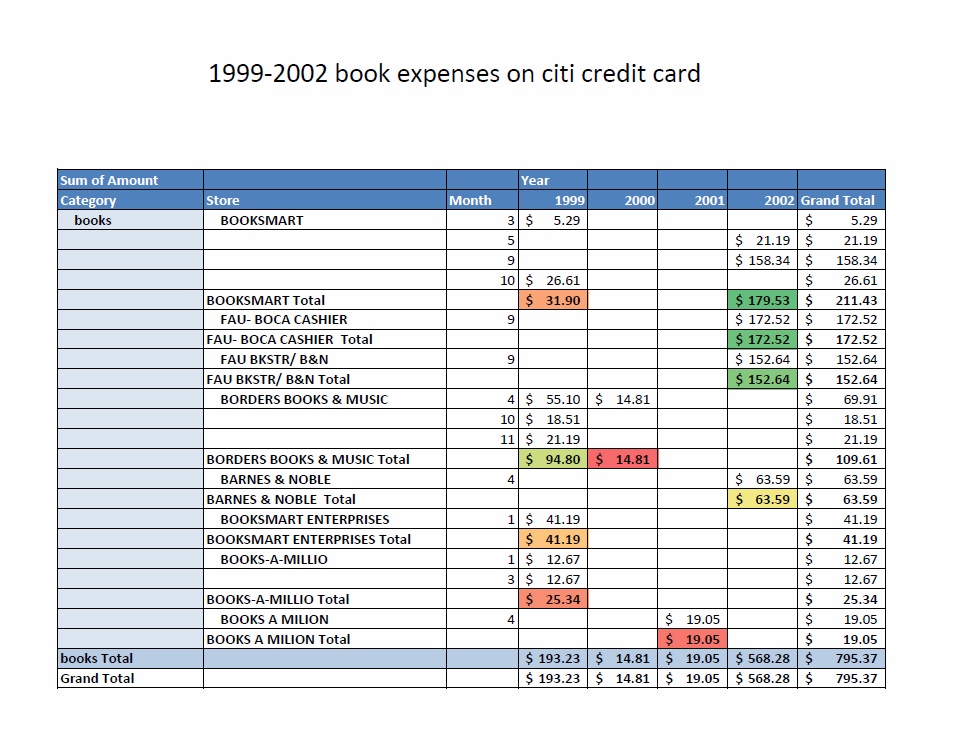 1999-2002 book expenses on citi credit card
Sum of Amount Year
Category Store Month 1999 2000 2001 2002 Grand Total
books BOOKSMART 3 $ 5.29 $ 5.29
5 $ 21.19 $ 21.19
9 $ 158.34 $ 158.34
10 $ 26.61 $ 26.61
BOOKSMART Total $ 31.90 $ 179.53 $ 211.43
FAU- BOCA CASHIER 9 $ 172.52 $ 172.52
FAU- BOCA CASHIER Total $ 172.52 $ 172.52
FAU BKSTR/ B&N 9 $ 152.64 $ 152.64
FAU BKSTR/ B&N Total $ 152.64 $ 152.64
BORDERS BOOKS & MUSIC 4 $ 55.10 $ 14.81 $ 69.91
10 $ 18.51 $ 18.51
11 $ 21.19 $ 21.19
BORDERS BOOKS & MUSIC Total $ 94.80 $ 14.81 $ 109.61
BARNES & NOBLE 4 $ 63.59 $ 63.59
BARNES & NOBLE Total $ 63.59 $ 63.59
BOOKSMART ENTERPRISES 1 $ 41.19 $ 41.19
BOOKSMART ENTERPRISES Total $ 41.19 $ 41.19
BOOKS-A-MILLIO 1 $ 12.67 $ 12.67
3 $ 12.67 $ 12.67
BOOKS-A-MILLIO Total $ 25.34 $ 25.34
BOOKS A MILION 4 $ 19.05 $ 19.05
BOOKS A MILION Total $ 19.05 $ 19.05
books Total $ 193.23 $ 14.81 $ 19.05 $ 568.28 $ 795.37
Grand Total $ 193.23 $ 14.81 $ 19.05 $ 568.28 $ 795.37